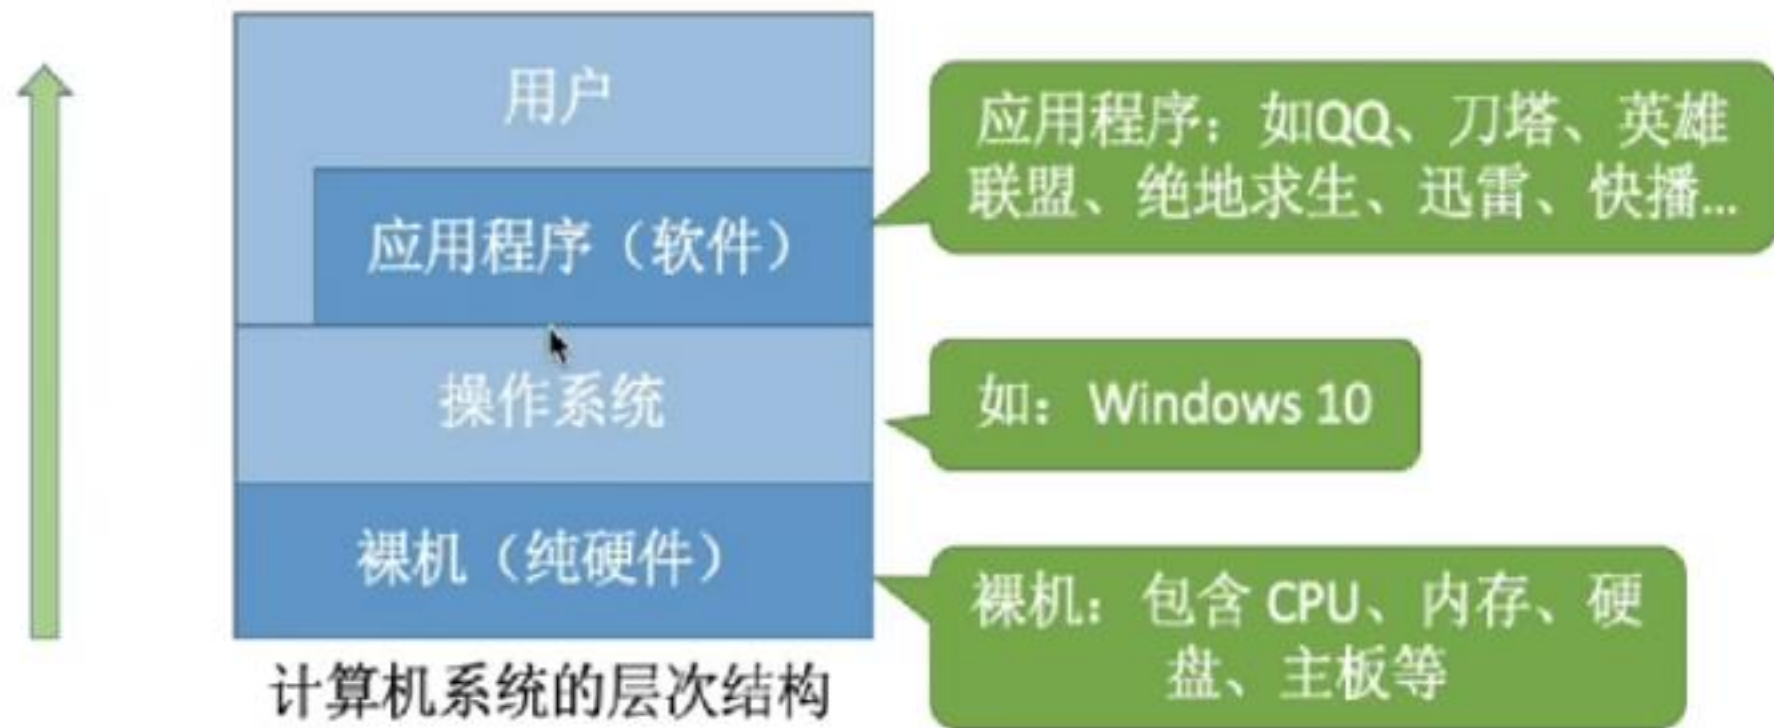 用户
应用程序（软件）
操作系统
裸机（纯硬件）
计算机系统的层次结构
应用程序；如QQ、刀塔、英雄
联盟、绝地求生、迅雷、快播...
如：Windows 10
裸机：包含 CPU、内存、硬
盘、主板等